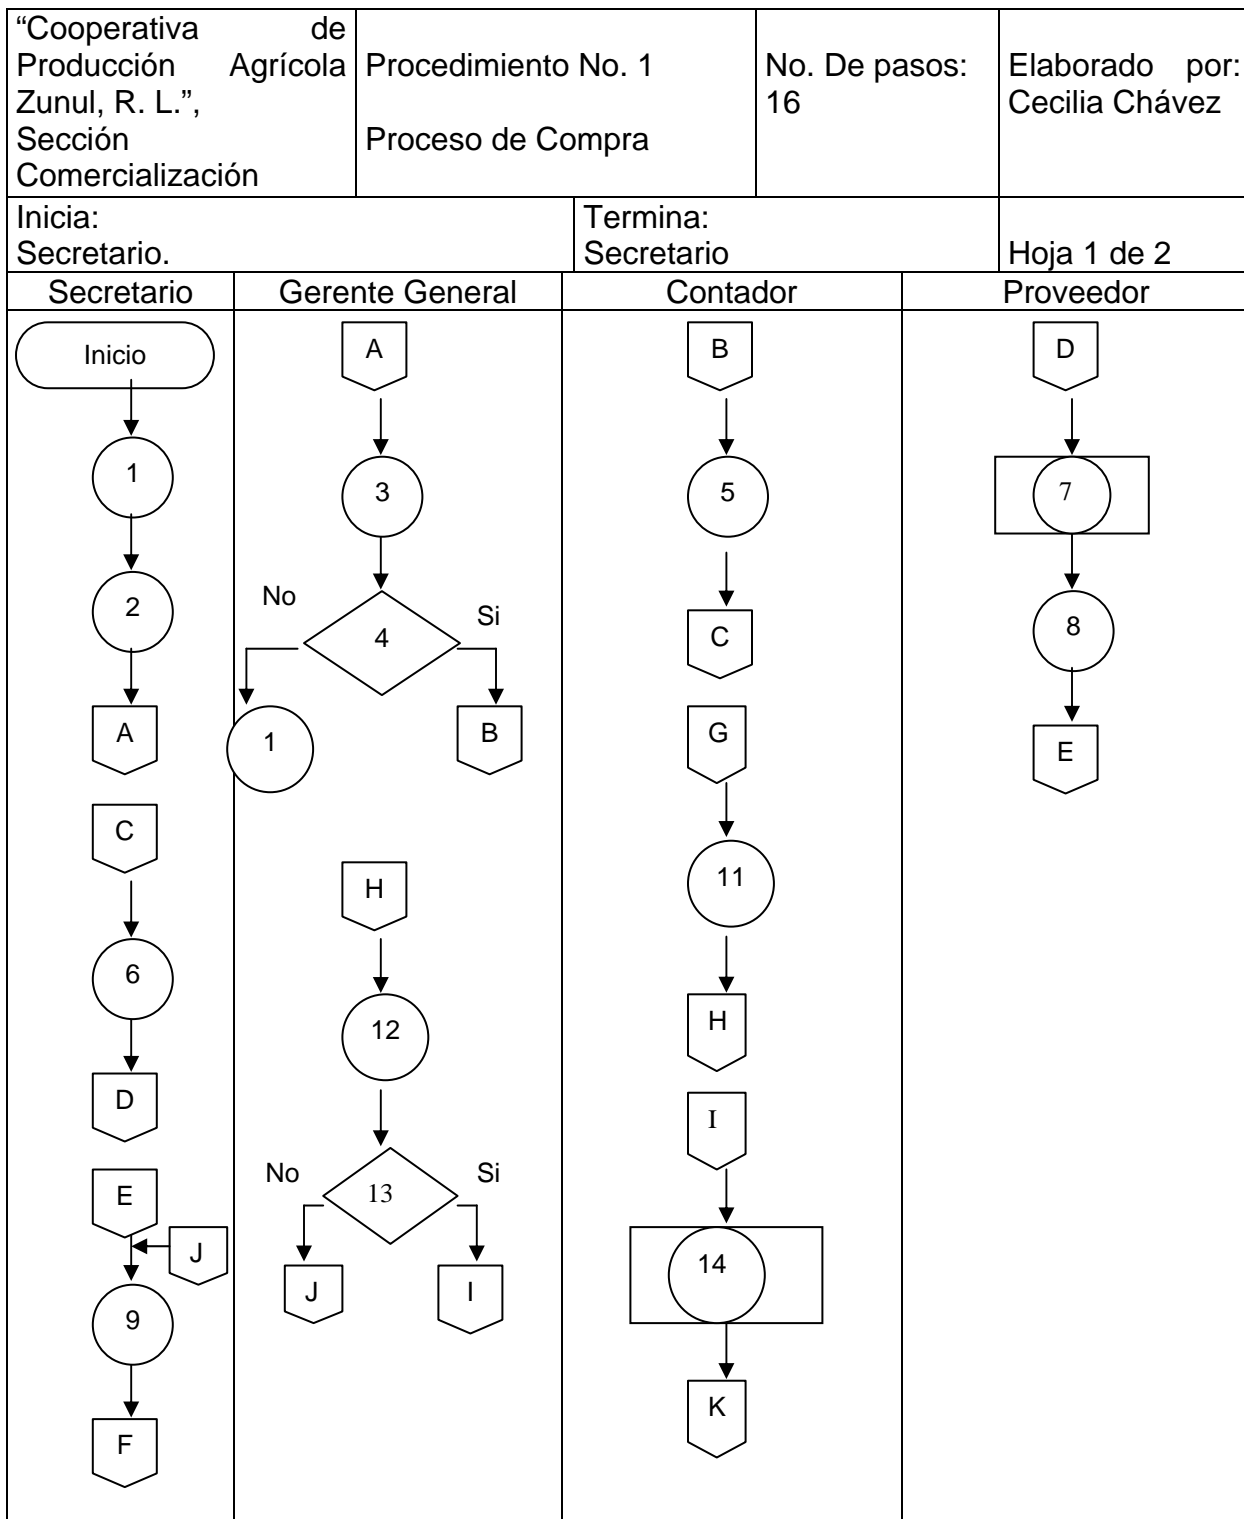 “Cooperativa de
Producción Agrícola
Zunul, R. L.”,
Sección
Comercialización
Procedimiento No. 1
Proceso de Compra
No. De pasos:
16
Elaborado por:
Cecilia Chávez
Inicia:
Secretario.
Termina:
Secretario
Hoja 1 de 2
Secretario
Gerente General
Contador
Proveedor
Inicio
1
2
A
C
6
D
E
J
9
F
A
3
No
4
Si
1
B
H
12
No
13
Si
J
I
B
5
C
G
11
H
I
14
K
D
7
8
E